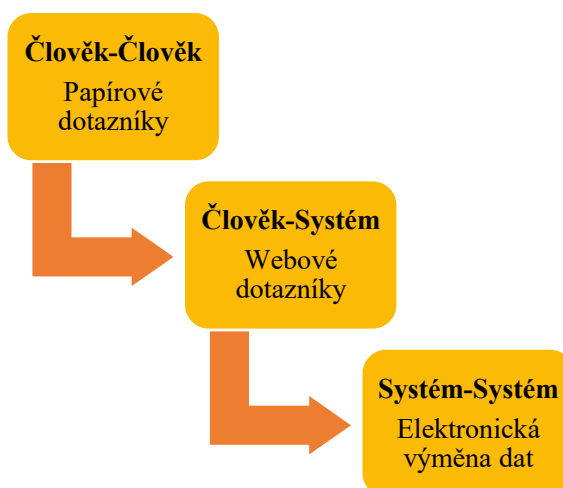 Člověk-Člověk
Papírové
dotazníky
Člověk-Systém
Webové
dotazníky
Systém-Systém
Elektronická
výměna dat